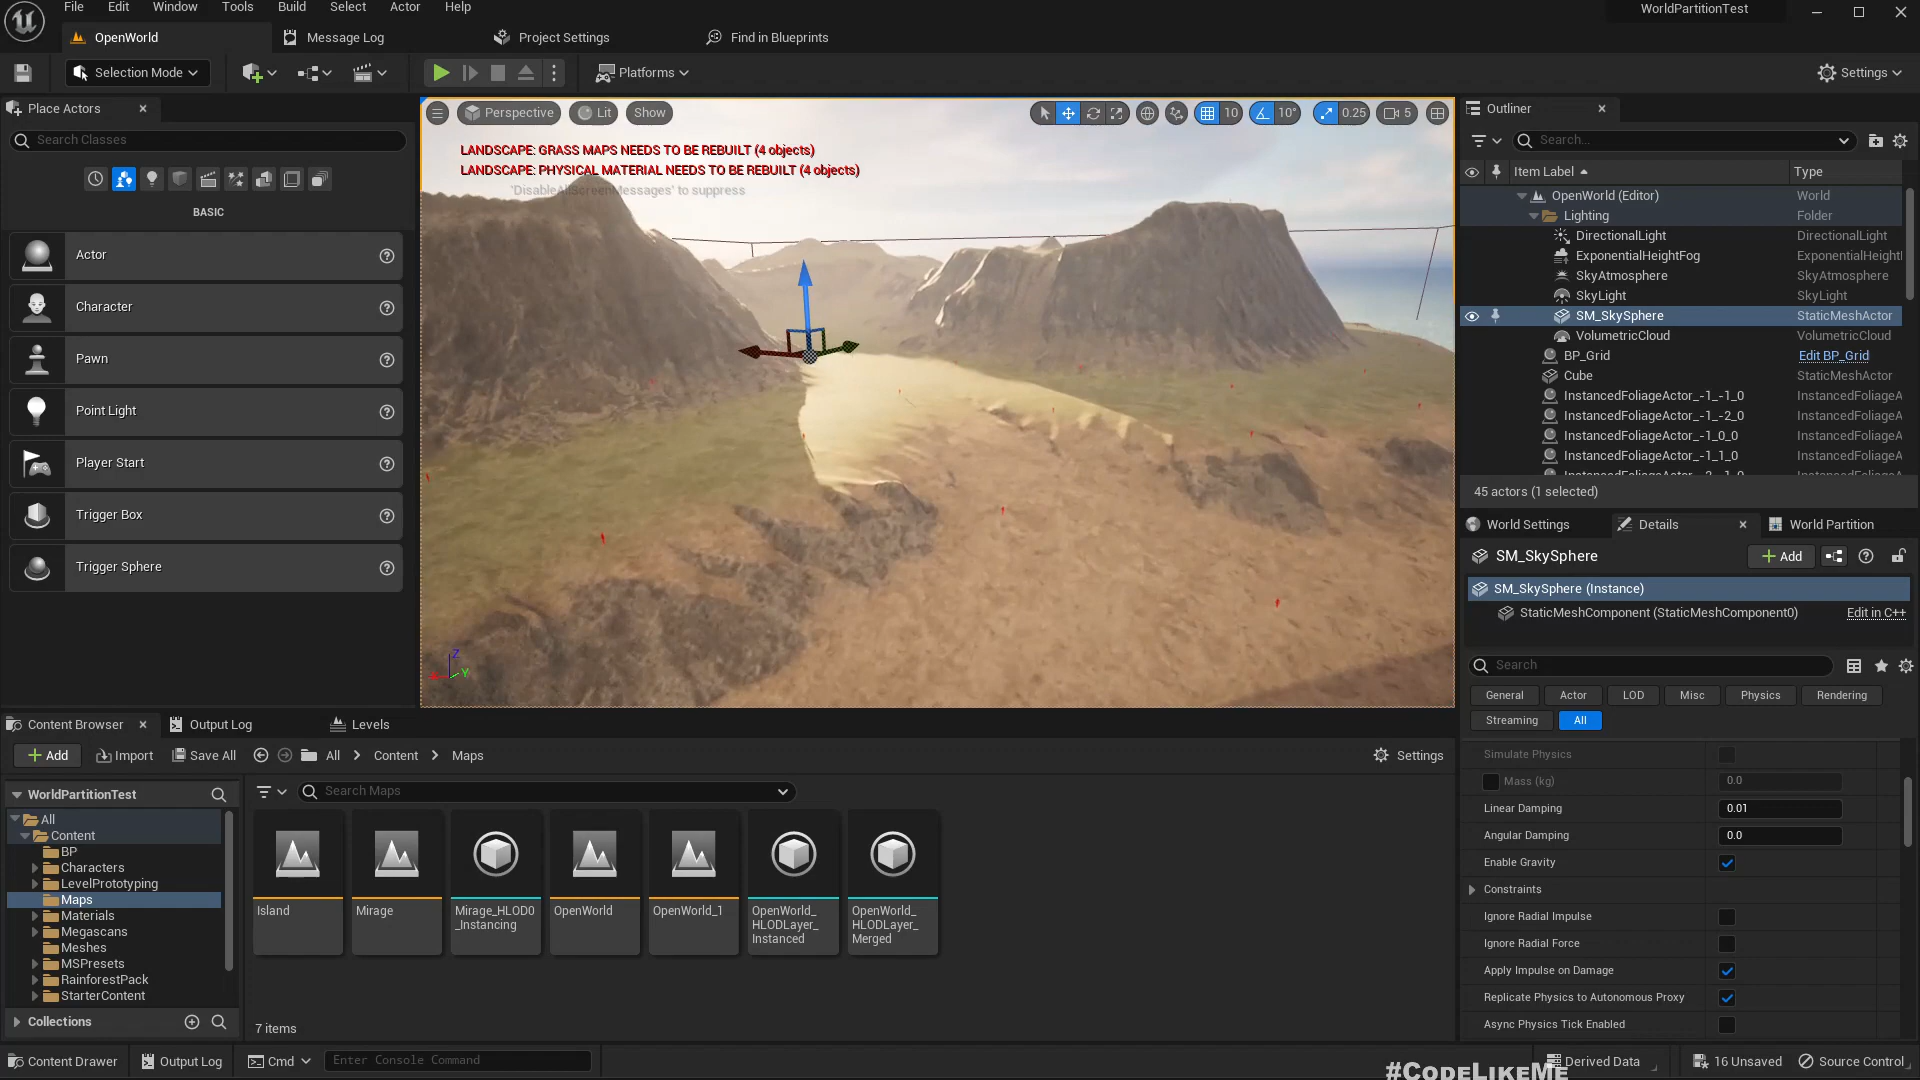 File Edit Window Tools Build Select Actor Help
WorldPartitionTest
OpenWorld
Message Log
Project Settings
Find in Blueprints
Selection Mode
Platforms
Settings
Place Actors
Search Classes
BASIC
Actor
Character
Pawn
Point Light
Player Start
Trigger Box
Trigger Sphere
Perspective
Lit
Show
10
10°
0.25
5
LANDSCAPE: GRASS MAPS NEEDS TO BE REBUILT (4 objects)
LANDSCAPE: PHYSICAL MATERIAL NEEDS TO BE REBUILT (4 objects)
'DisableAllScreenMessages' to suppress
Z
Y
Outliner
Search...
Item Label
Type
OpenWorld (Editor) World
Lighting Folder
DirectionalLight DirectionalLight
ExponentialHeightFog ExponentialHeightI
SkyAtmosphere SkyAtmosphere
SkyLight SkyLight
SM_SkySphere StaticMeshActor
VolumetricCloud VolumetricCloud
BP_Grid Edit BP_Grid
Cube StaticMeshActor
InstancedFoliageActor_-1_-1_0 InstancedFoliageA
InstancedFoliageActor_-1_-2_0 InstancedFoliageA
InstancedFoliageActor_-1_0_0 InstancedFoliageA
InstancedFoliageActor_-1_1_0 InstancedFoliageA
45 actors (1 selected)
World Settings
Details
World Partition
SM_SkySphere
Add
SM_SkySphere (Instance)
StaticMeshComponent (StaticMeshComponent0) Edit in C++
Search
General Actor LOD Misc Physics Rendering
Streaming All
Simulate Physics
Mass (kg) 0.0
Linear Damping 0.01
Angular Damping 0.0
Enable Gravity
Constraints
Ignore Radial Impulse
Ignore Radial Force
Apply Impulse on Damage
Replicate Physics to Autonomous Proxy
Async Physics Tick Enabled
Content Browser
Output Log
Levels
Add
Import
Save All
All
Content
Maps
Settings
WorldPartitionTest
All
Content
BP
Characters
LevelPrototyping
Maps
Materials
Megascans
Meshes
MSPresets
RainforestPack
StarterContent
Collections
Search Maps
Island
Mirage
Mirage_HLOD0
_Instancing
OpenWorld
OpenWorld_1
OpenWorld_
HLODLayer_
Instanced
OpenWorld_
HLODLayer_
Merged
7 items
Content Drawer
Output Log
Cmd
Enter Console Command
#CodeLikeMe
Derived Data
16 Unsaved
Source Control